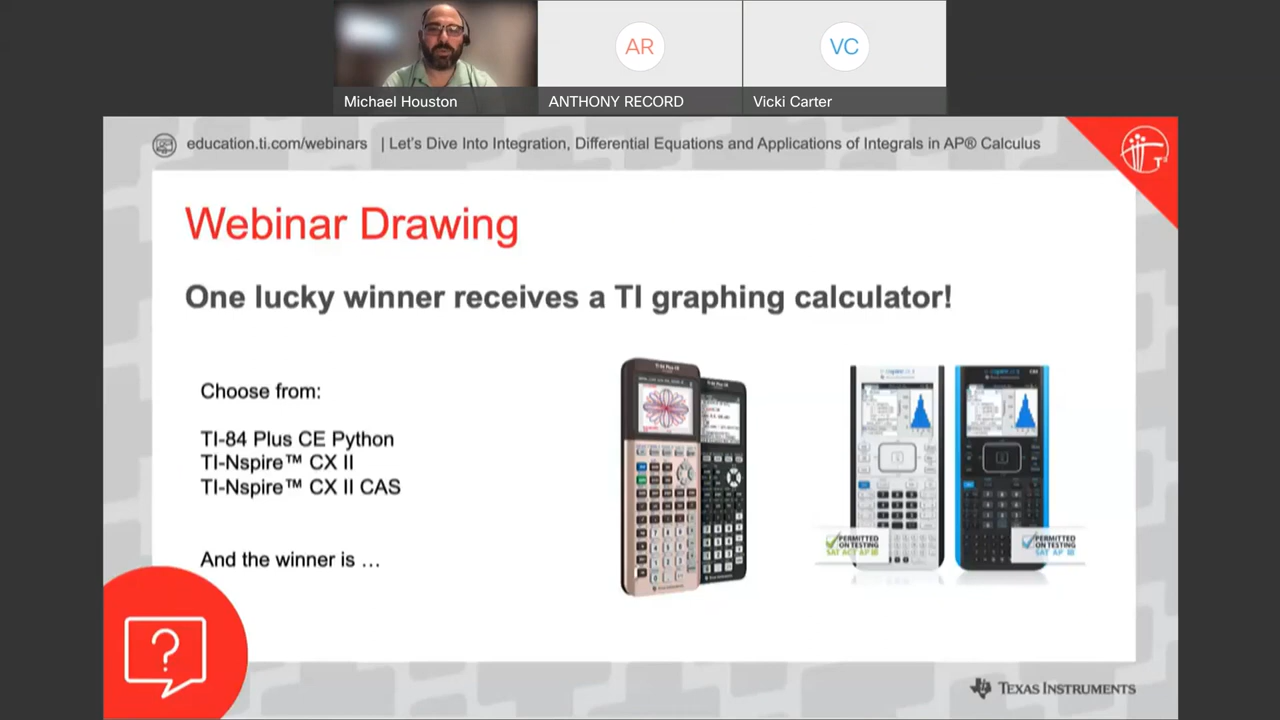 AR
VC
Michael Houston
ANTHONY RECORD
Vicki Carter
education.ti.com/webinars | Let's Dive Into Integration, Differential Equations and Applications of Integrals in AP® Calculus
Webinar Drawing
One lucky winner receives a TI graphing calculator!
Choose from:
TI-84 Plus CE Python
TI-Nspire™ CX II
TI-Nspire™ CX II CAS
And the winner is …
PERMITTED
ON TESTING
SAT ACT AP IB
PERMITTED
ON TESTING
SAT AP IB
?
TEXAS INSTRUMENTS